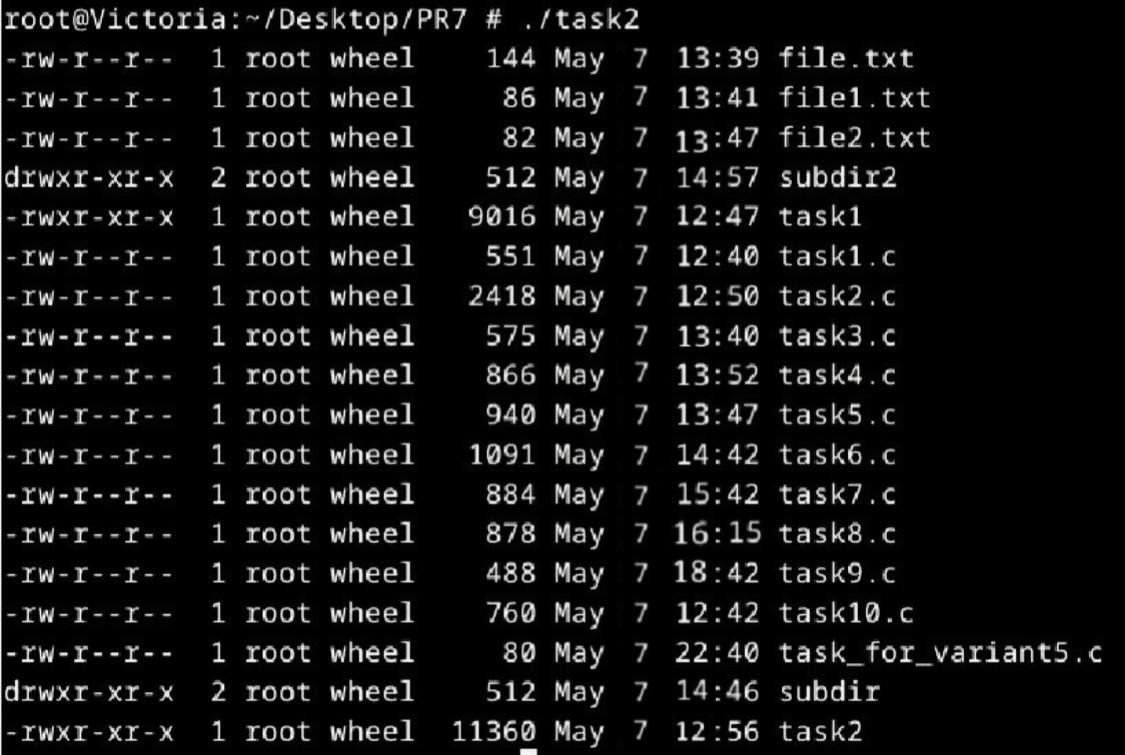 root@Victoria:~/Desktop/PR7 # ./task2
-rw-r--r--  1 root wheel    144 May  7 13:39 file.txt
-rw-r--r--  1 root wheel     86 May  7 13:41 file1.txt
-rw-r--r--  1 root wheel     82 May  7 13:47 file2.txt
drwxr-xr-x  2 root wheel    512 May  7 14:57 subdir2
-rwxr-xr-x  1 root wheel   9016 May  7 12:47 task1
-rw-r--r--  1 root wheel    551 May  7 12:40 task1.c
-rw-r--r--  1 root wheel   2418 May  7 12:50 task2.c
-rw-r--r--  1 root wheel    575 May  7 13:40 task3.c
-rw-r--r--  1 root wheel    866 May  7 13:52 task4.c
-rw-r--r--  1 root wheel    940 May  7 13:47 task5.c
-rw-r--r--  1 root wheel   1091 May  7 14:42 task6.c
-rw-r--r--  1 root wheel    884 May  7 15:42 task7.c
-rw-r--r--  1 root wheel    878 May  7 16:15 task8.c
-rw-r--r--  1 root wheel    488 May  7 18:42 task9.c
-rw-r--r--  1 root wheel    760 May  7 12:42 task10.c
-rw-r--r--  1 root wheel     80 May  7 22:40 task_for_variant5.c
drwxr-xr-x  2 root wheel    512 May  7 14:46 subdir
-rwxr-xr-x  1 root wheel  11360 May  7 12:56 task2